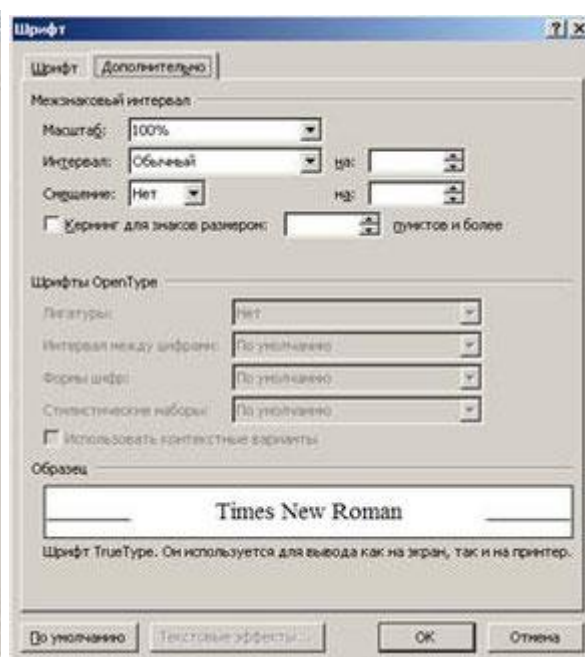 Шрифт
Шрифт Дополнительно
Межзнаковый интервал
Масштаб: 100%
Интервал: Обычный на:
Смещение: Нет на:
Кернинг для знаков размером: пунктов и более
Шрифты OpenType
Лигатуры: Нет
Интервал между цифрами: По умолчанию
Формы цифр: По умолчанию
Стилистические наборы: По умолчанию
Использовать контекстные варианты
Образец
Times New Roman
Шрифт TrueType. Он используется для вывода как на экран, так и на принтер.
По умолчанию Текстовые эффекты... ОК Отмена